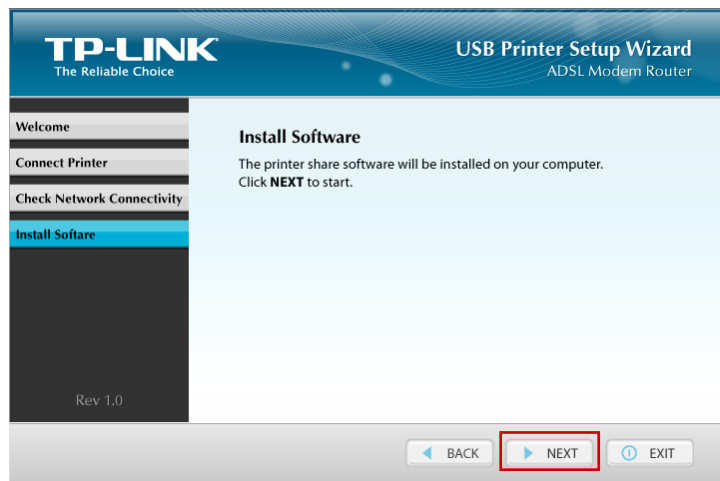 TP-LINK
The Reliable Choice
USB Printer Setup Wizard
ADSL Modem Router
Welcome
Connect Printer
Check Network Connectivity
Install Softare
Rev 1.0
Install Software
The printer share software will be installed on your computer.
Click NEXT to start.
BACK
NEXT
EXIT